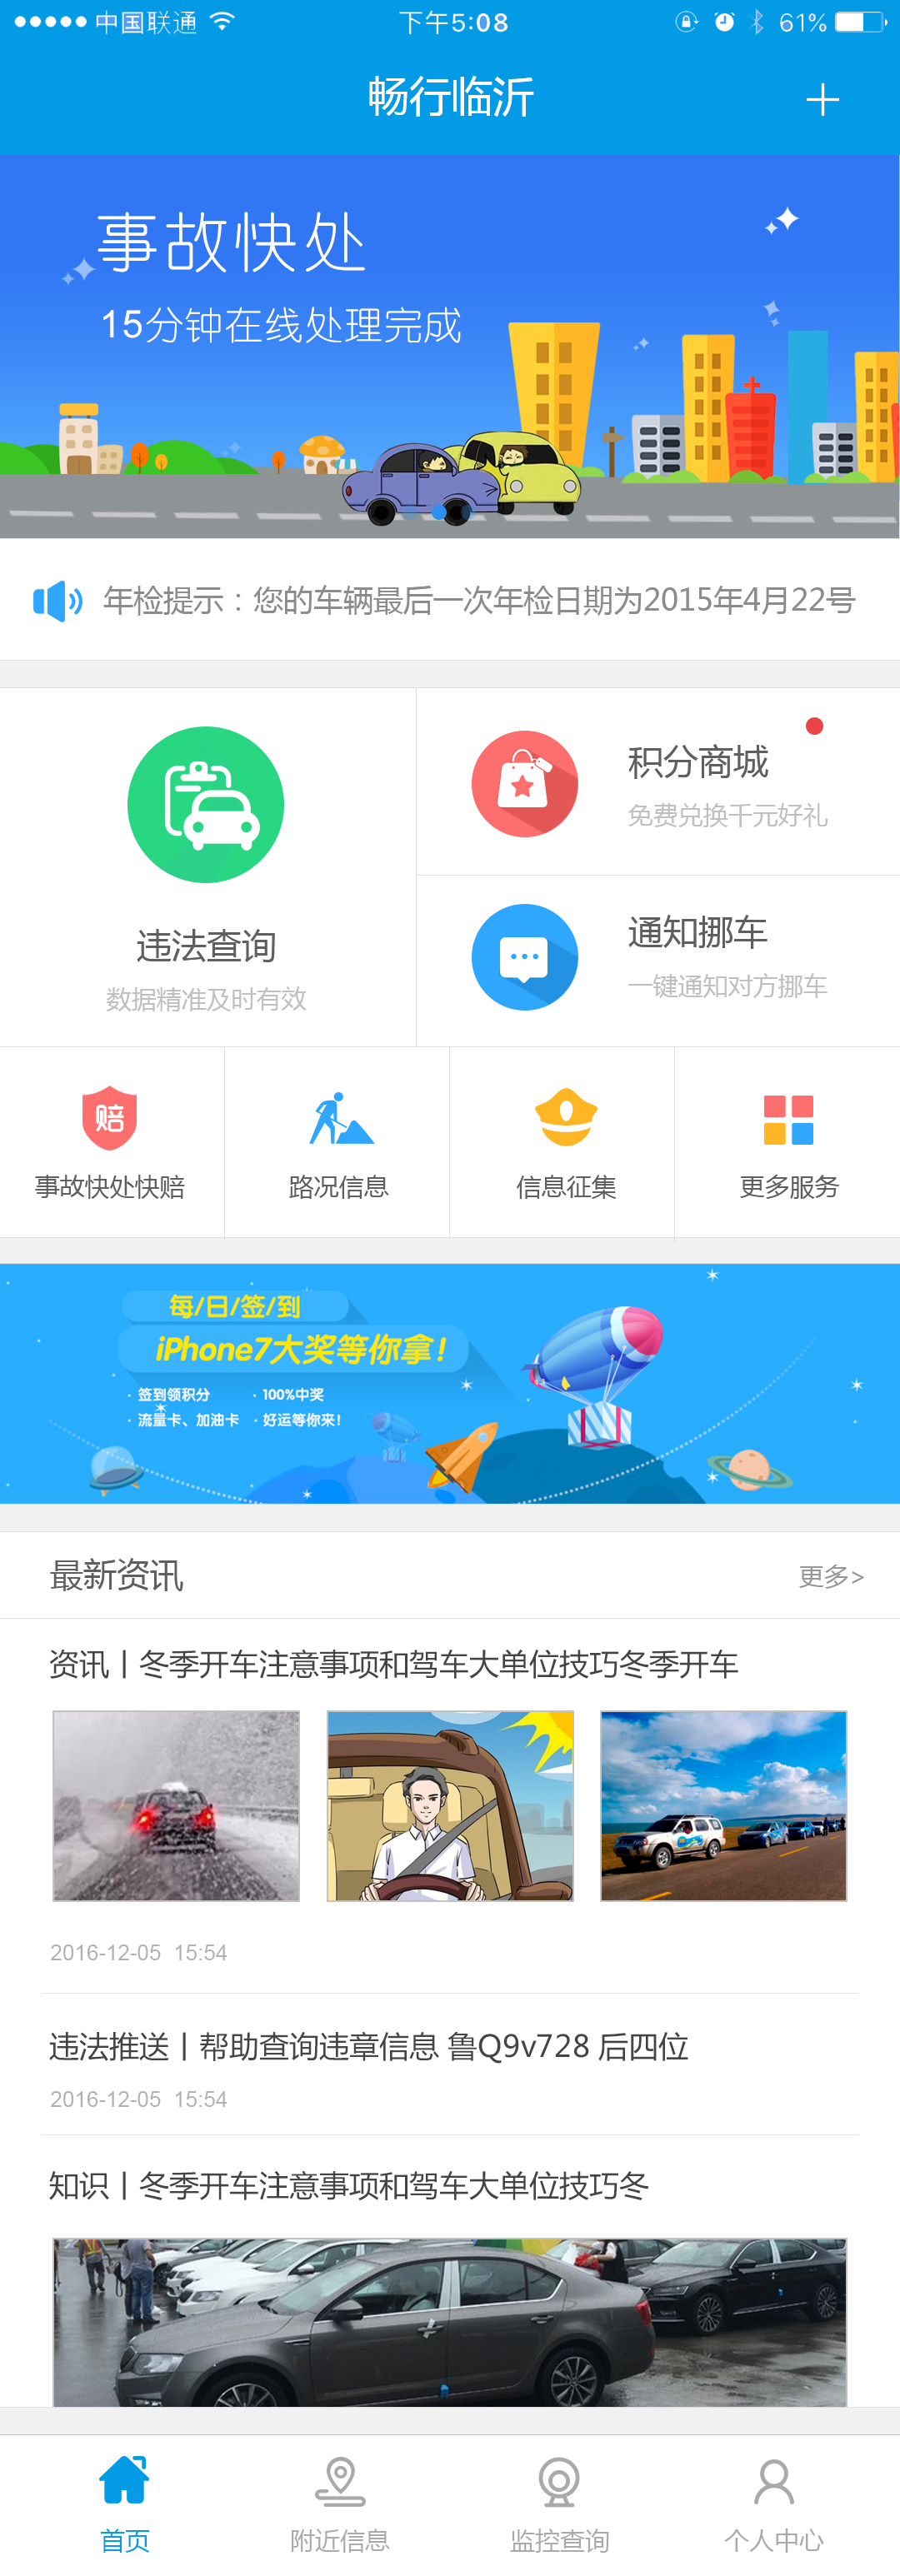 中国联通
下午5:08
61%
畅行临沂
事故快处
15分钟在线处理完成
年检提示：您的车辆最后一次年检日期为2015年4月22号
违法查询
数据精准及时有效
积分商城
免费兑换千元好礼
通知挪车
一键通知对方挪车
赔
事故快处快赔
路况信息
信息征集
更多服务
每/日/签/到
iPhone7大奖等你拿！
· 签到领积分 · 100%中奖
· 流量卡、加油卡 · 好运等你来！
最新资讯
更多>
资讯丨冬季开车注意事项和驾车大单位技巧冬季开车
2016-12-05 15:54
违法推送丨帮助查询违章信息 鲁Q9v728 后四位
2016-12-05 15:54
知识丨冬季开车注意事项和驾车大单位技巧冬
首页
附近信息
监控查询
个人中心